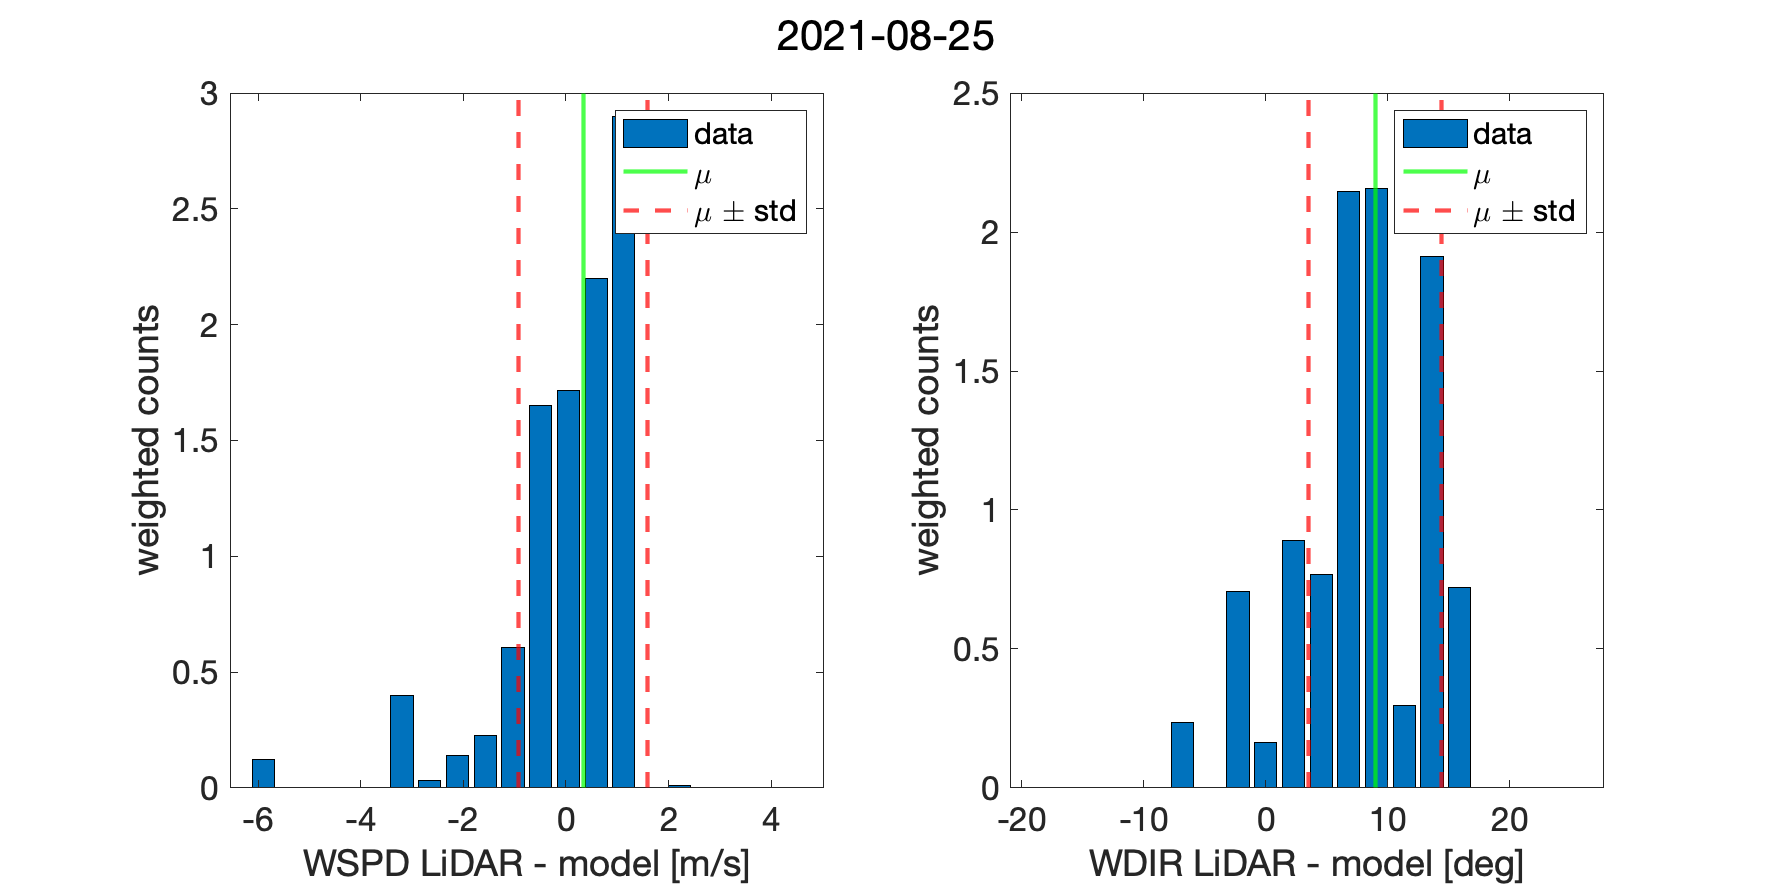 2021-08-25
3
2.5
2
1.5
1
0.5
0
-6 -4 -2 0 2 4
weighted counts
WSPD LiDAR - model [m/s]
data
μ
μ ± std
2.5
2
1.5
1
0.5
0
-20 -10 0 10 20
weighted counts
WDIR LiDAR - model [deg]
data
μ
μ ± std